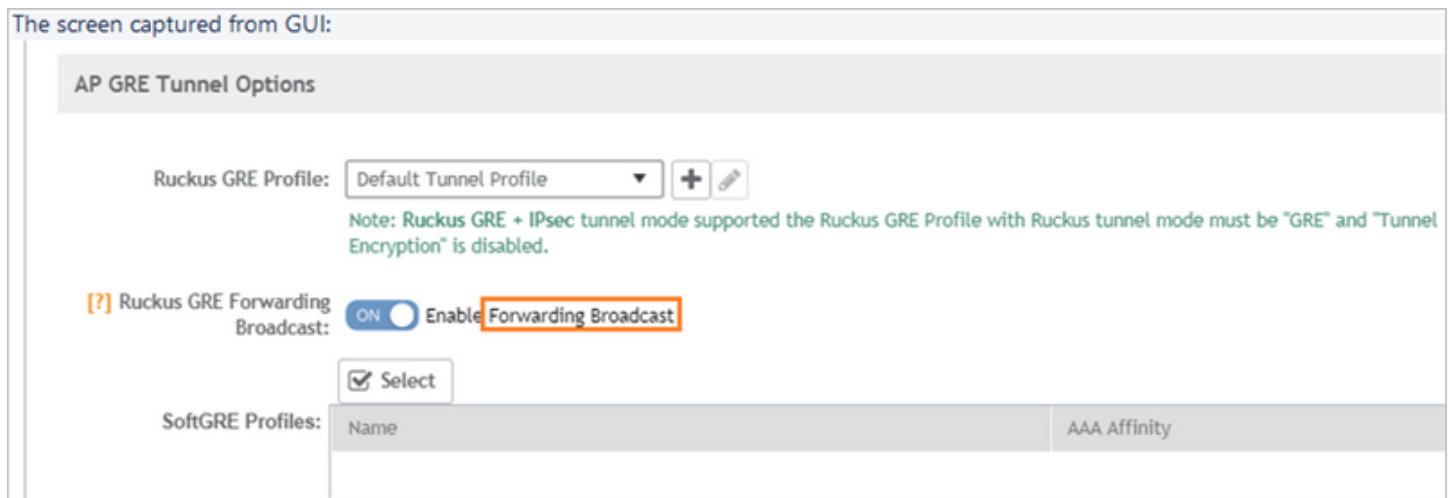 The screen captured from GUI:
AP GRE Tunnel Options
Ruckus GRE Profile: Default Tunnel Profile
Note: Ruckus GRE + IPsec tunnel mode supported the Ruckus GRE Profile with Ruckus tunnel mode must be "GRE" and "Tunnel
Encryption" is disabled.
[?] Ruckus GRE Forwarding
Broadcast: ON Enable Forwarding Broadcast
Select
SoftGRE Profiles: Name AAA Affinity